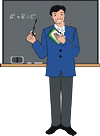 a² + b² = c²